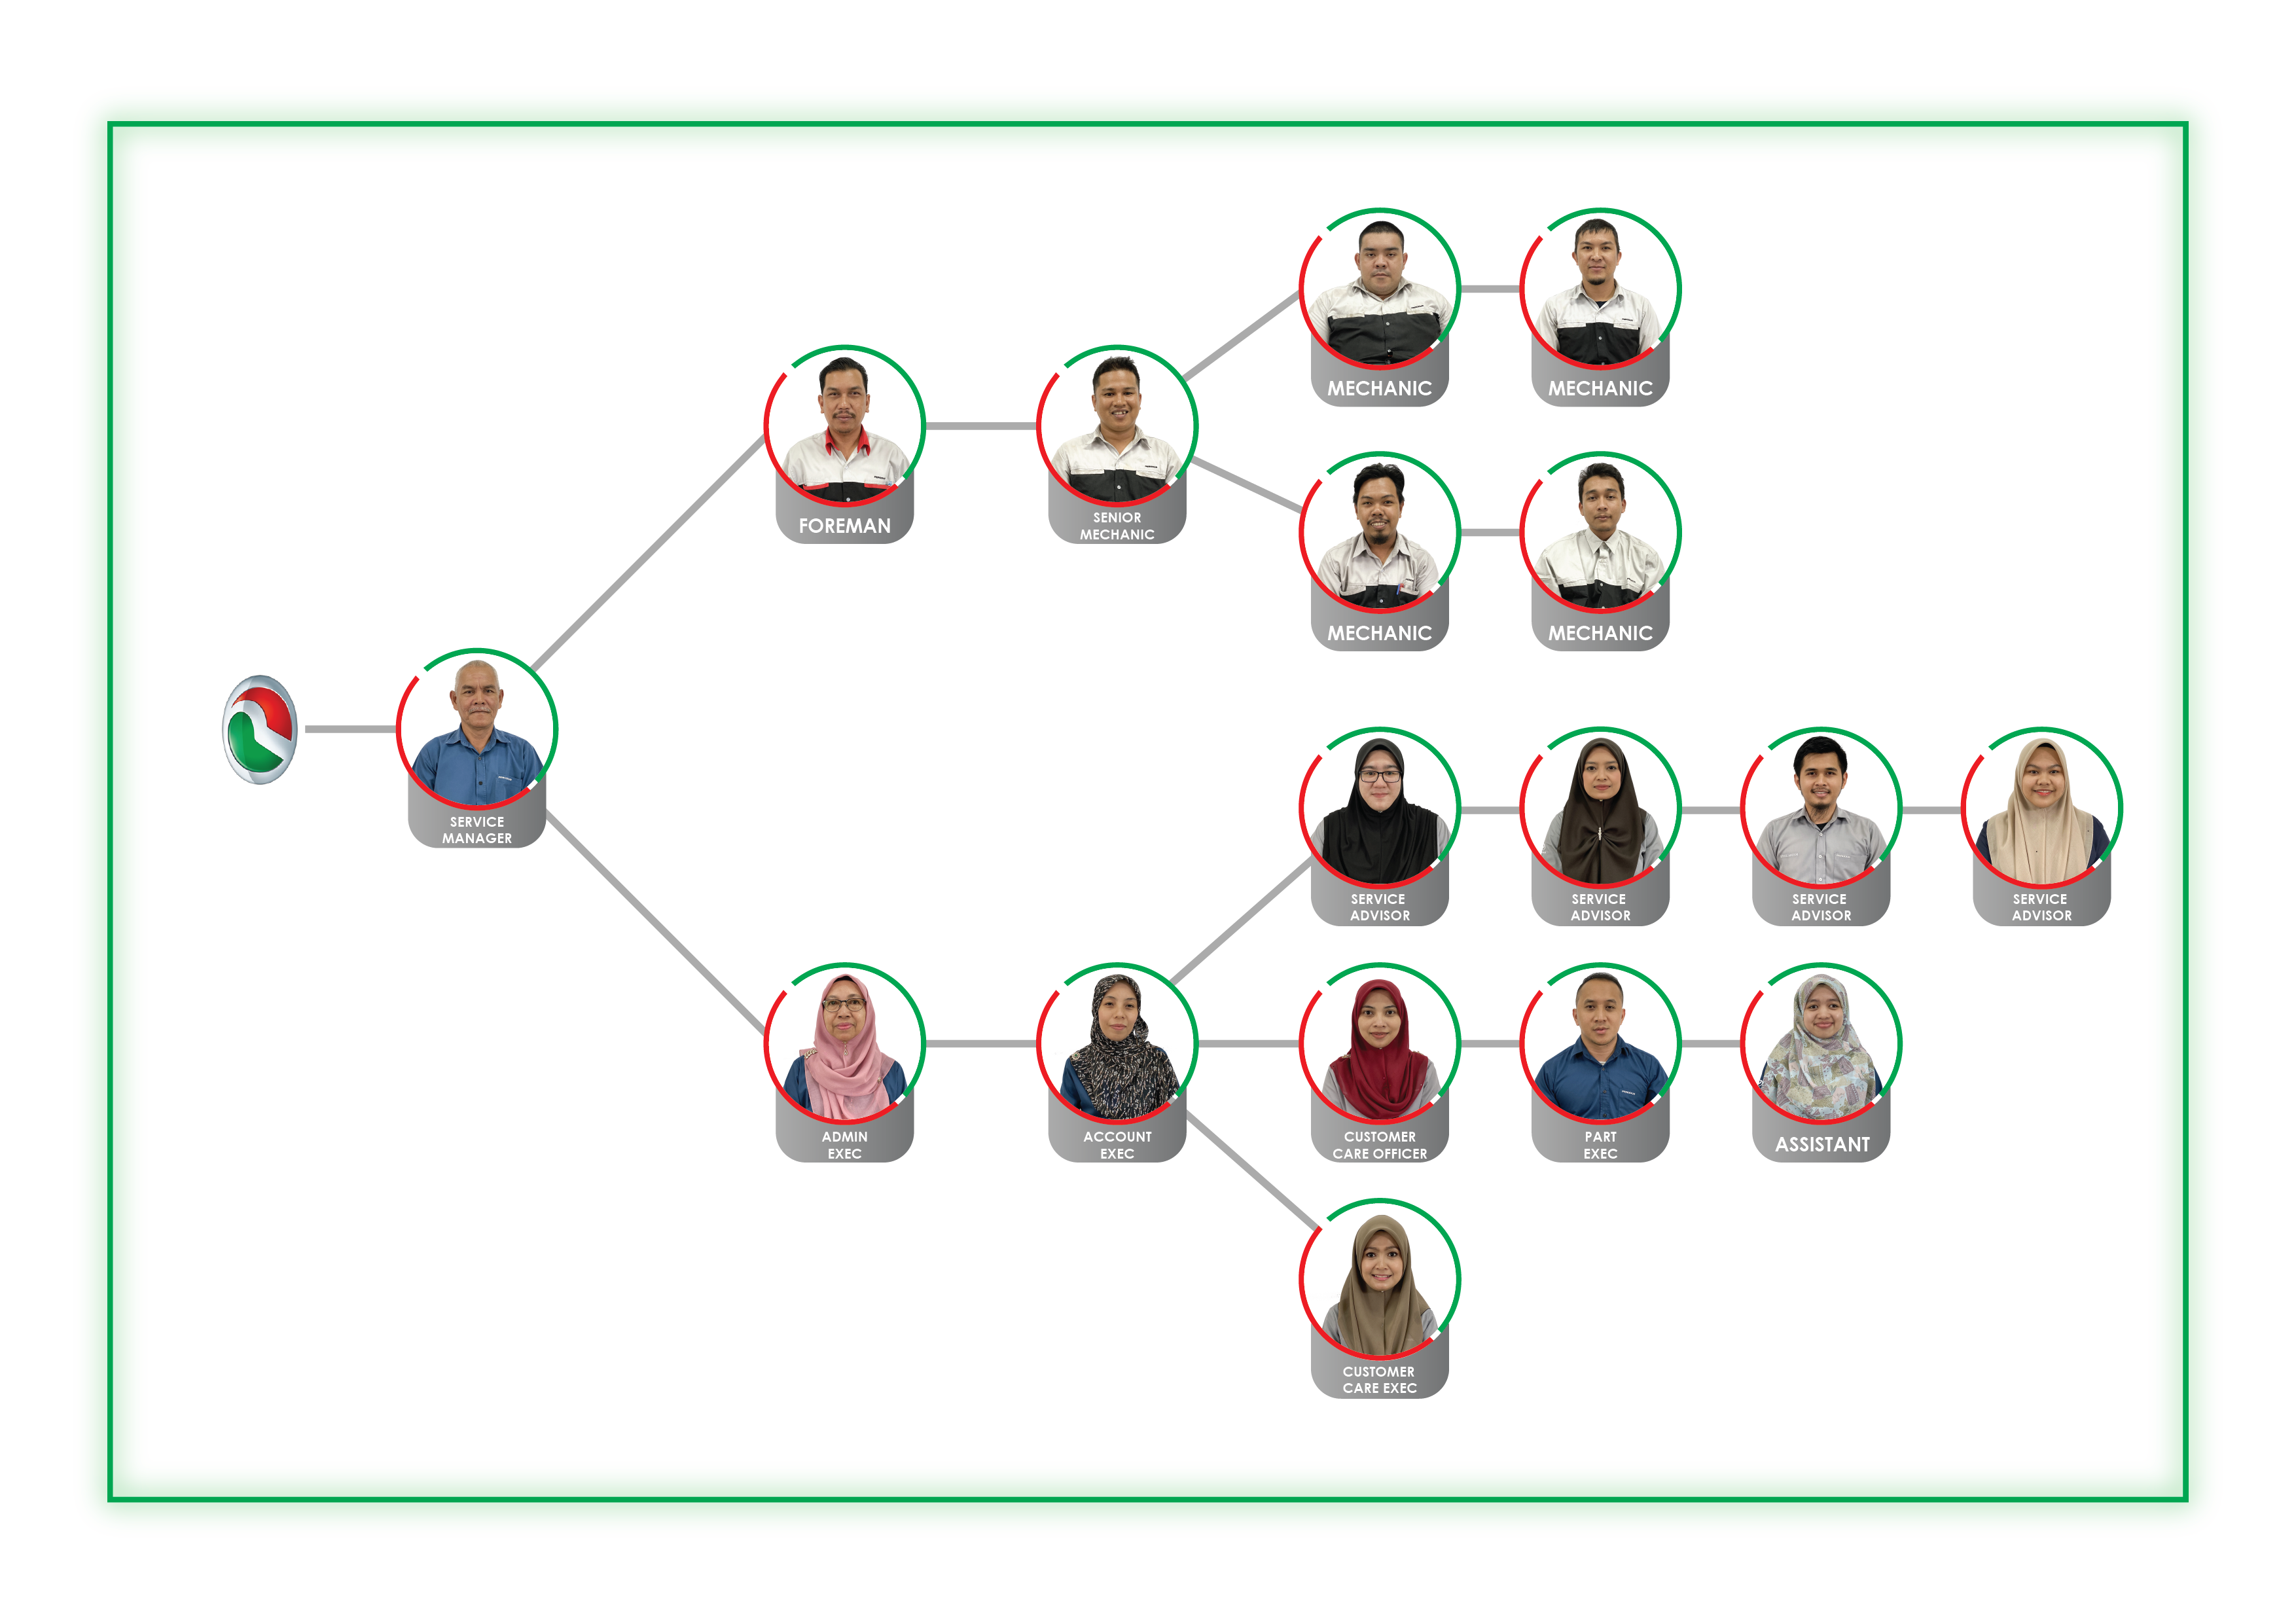 MECHANIC
MECHANIC
FOREMAN
SENIOR
MECHANIC
MECHANIC
MECHANIC
SERVICE
MANAGER
SERVICE
ADVISOR
SERVICE
ADVISOR
SERVICE
ADVISOR
SERVICE
ADVISOR
ADMIN
EXEC
ACCOUNT
EXEC
CUSTOMER
CARE OFFICER
PART
EXEC
ASSISTANT
CUSTOMER
CARE EXEC